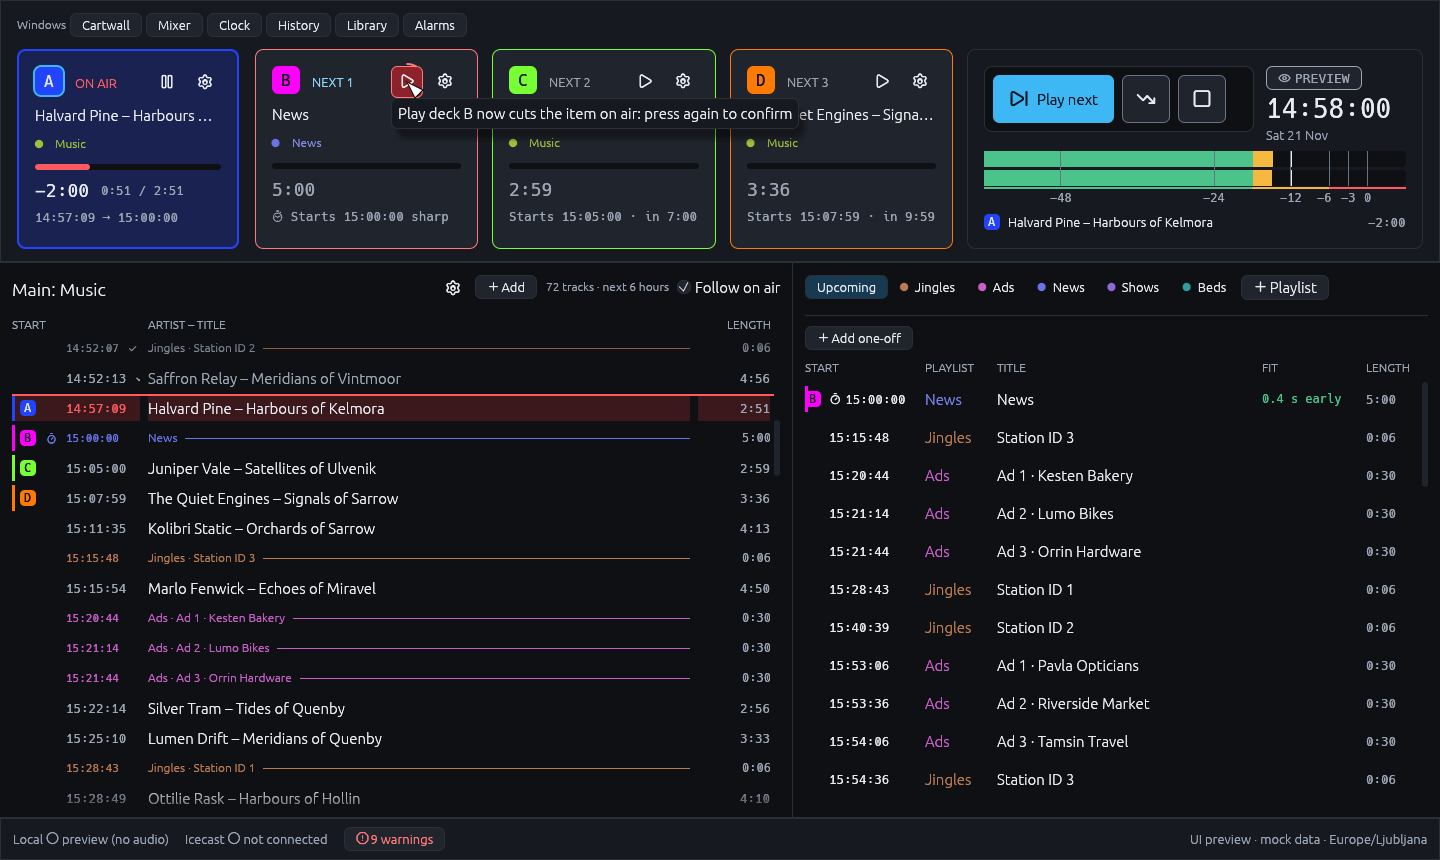 Windows Cartwall Mixer Clock History Library Alarms
A ON AIR
Halvard Pine – Harbours ...
Music
−2:00 0:51 / 2:51
14:57:09 → 15:00:00
B NEXT 1
News
News
5:00
Starts 15:00:00 sharp
Play deck B now cuts the item on air: press again to confirm
C NEXT 2
Music
2:59
Starts 15:05:00 · in 7:00
D NEXT 3
et Engines – Signa...
Music
3:36
Starts 15:07:59 · in 9:59
Play next
PREVIEW
14:58:00
Sat 21 Nov
−48 −24 −12 −6 −3 0
A Halvard Pine – Harbours of Kelmora −2:00
Main: Music
+ Add 72 tracks · next 6 hours Follow on air
START ARTIST – TITLE LENGTH
14:52:07 Jingles · Station ID 2 0:06
14:52:13 Saffron Relay – Meridians of Vintmoor 4:56
A 14:57:09 Halvard Pine – Harbours of Kelmora 2:51
B 15:00:00 News 5:00
C 15:05:00 Juniper Vale – Satellites of Ulvenik 2:59
D 15:07:59 The Quiet Engines – Signals of Sarrow 3:36
15:11:35 Kolibri Static – Orchards of Sarrow 4:13
15:15:48 Jingles · Station ID 3 0:06
15:15:54 Marlo Fenwick – Echoes of Miravel 4:50
15:20:44 Ads · Ad 1 · Kesten Bakery 0:30
15:21:14 Ads · Ad 2 · Lumo Bikes 0:30
15:21:44 Ads · Ad 3 · Orrin Hardware 0:30
15:22:14 Silver Tram – Tides of Quenby 2:56
15:25:10 Lumen Drift – Meridians of Quenby 3:33
15:28:43 Jingles · Station ID 1 0:06
15:28:49 Ottilie Rask – Harbours of Hollin 4:10
Upcoming Jingles Ads News Shows Beds + Playlist
+ Add one-off
START PLAYLIST TITLE FIT LENGTH
B 15:00:00 News News 0.4 s early 5:00
15:15:48 Jingles Station ID 3 0:06
15:20:44 Ads Ad 1 · Kesten Bakery 0:30
15:21:14 Ads Ad 2 · Lumo Bikes 0:30
15:21:44 Ads Ad 3 · Orrin Hardware 0:30
15:28:43 Jingles Station ID 1 0:06
15:40:39 Jingles Station ID 2 0:06
15:53:06 Ads Ad 1 · Pavla Opticians 0:30
15:53:36 Ads Ad 2 · Riverside Market 0:30
15:54:06 Ads Ad 3 · Tamsin Travel 0:30
15:54:36 Jingles Station ID 3 0:06
Local preview (no audio) Icecast not connected 9 warnings
UI preview · mock data · Europe/Ljubljana